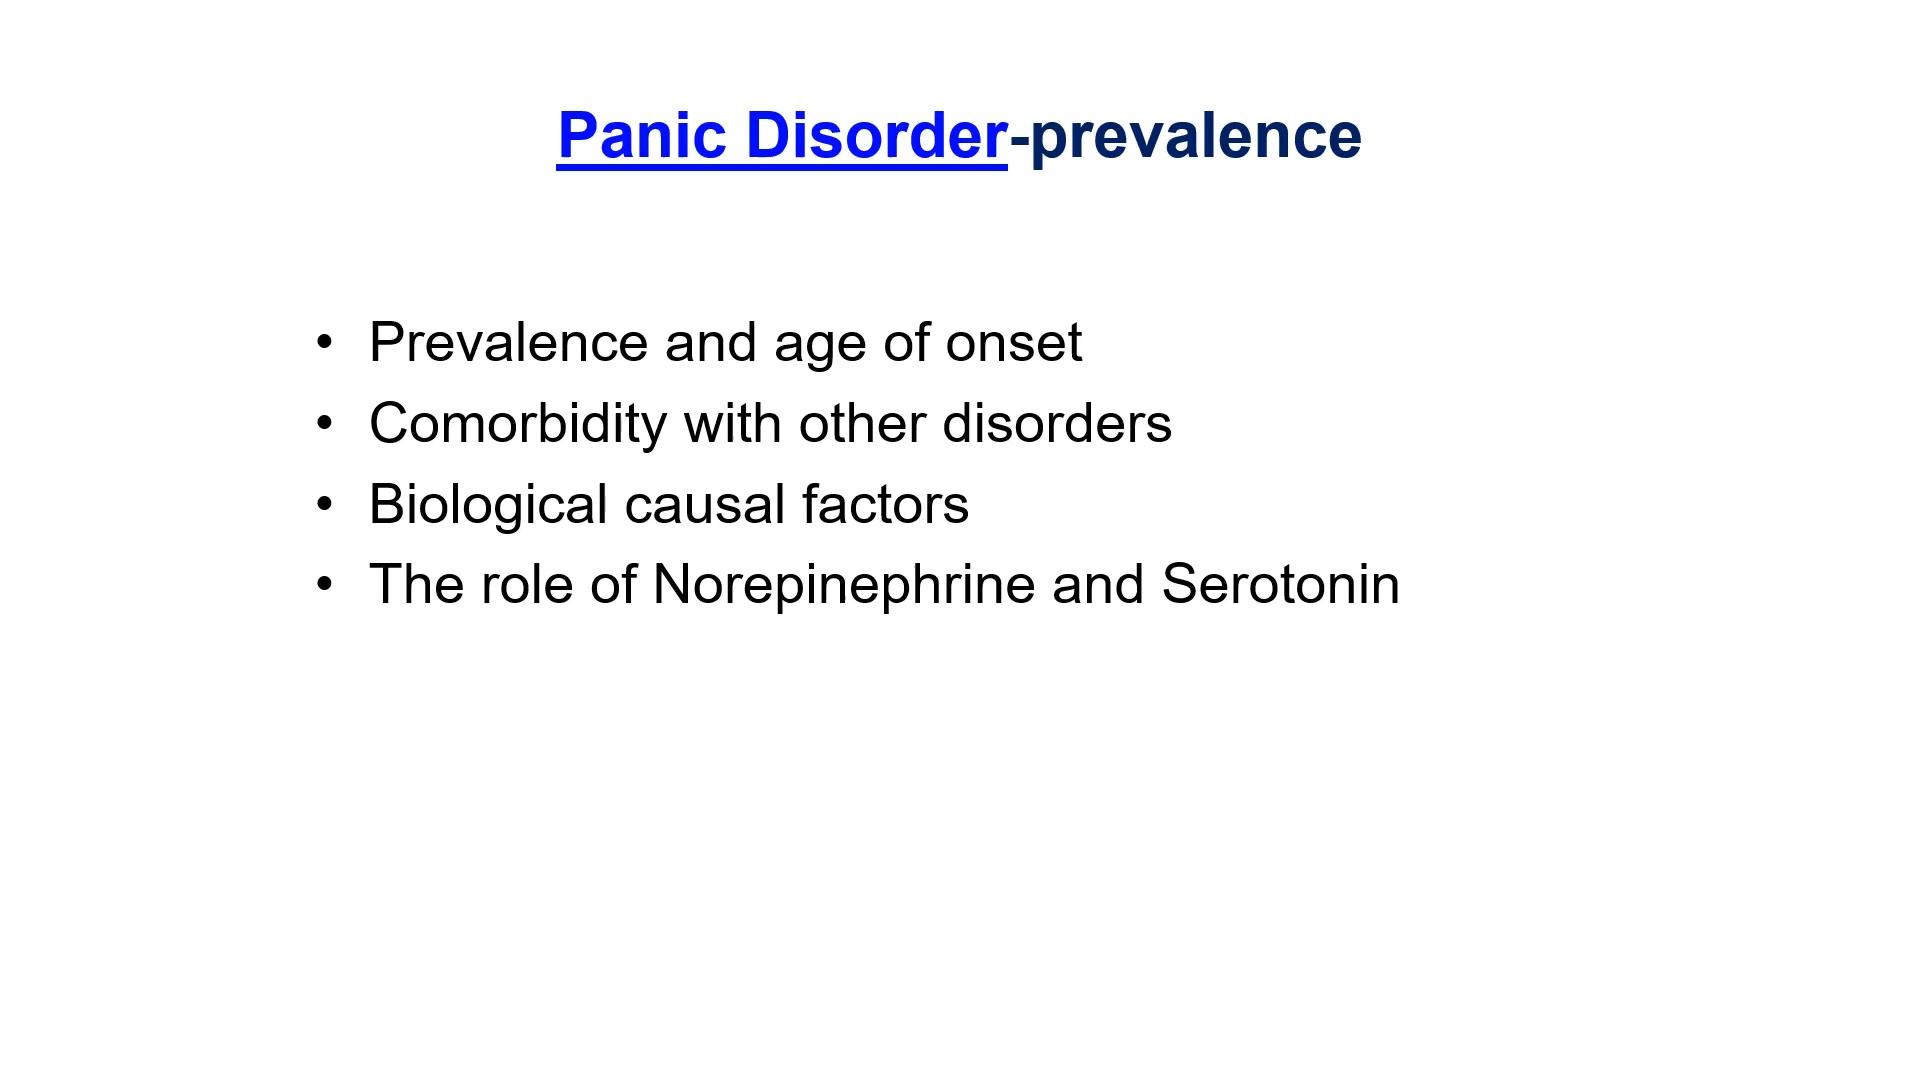 Panic Disorder-prevalence
• Prevalence and age of onset
• Comorbidity with other disorders
• Biological causal factors
• The role of Norepinephrine and Serotonin